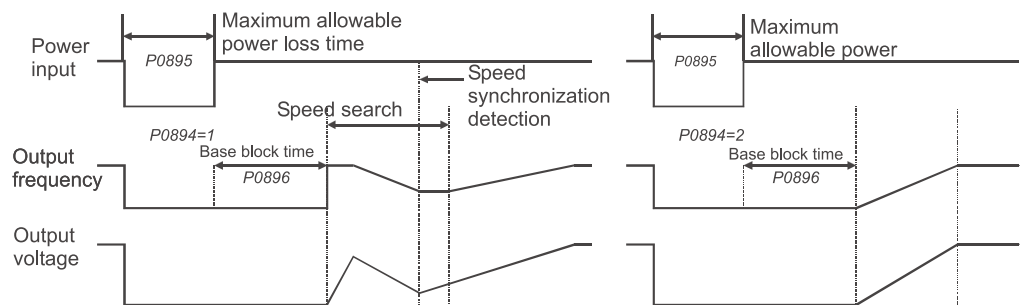 Power
input
P0895
Maximum allowable
power loss time
Speed
synchronization
detection
Speed search
P0894=1
Output
frequency
Base block time
P0896
Output
voltage
P0895
Maximum
allowable power
P0894=2
Base block time
P0896